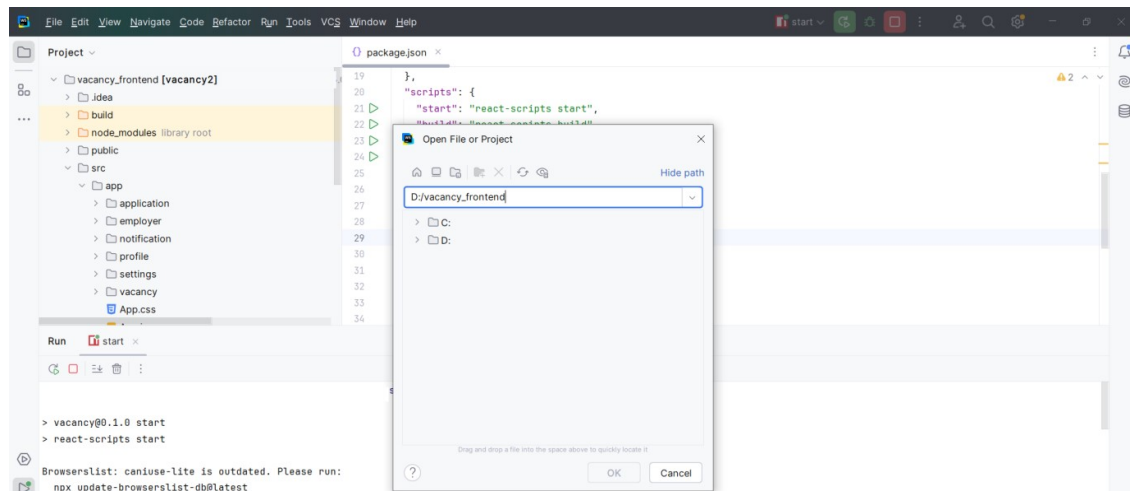 File Edit View Navigate Code Refactor Run Tools VCS Window Help
start
Project
package.json
vacancy_frontend [vacancy2]
.idea
build
node_modules library root
public
src
app
application
employer
notification
profile
settings
vacancy
App.css
19 },
20 "scripts": {
21 "start": "react-scripts start",
22 "build": "react-scripts build",
23
24
25
26
27
28
29
30
31
32
33
34
2
Open File or Project
Hide path
D:/vacancy_frontend
C:
D:
Drag and drop a file into the space above to quickly locate it
? OK Cancel
Run start
> vacancy@0.1.0 start
> react-scripts start
Browserslist: caniuse-lite is outdated. Please run:
npx update-browserslist-db@latest